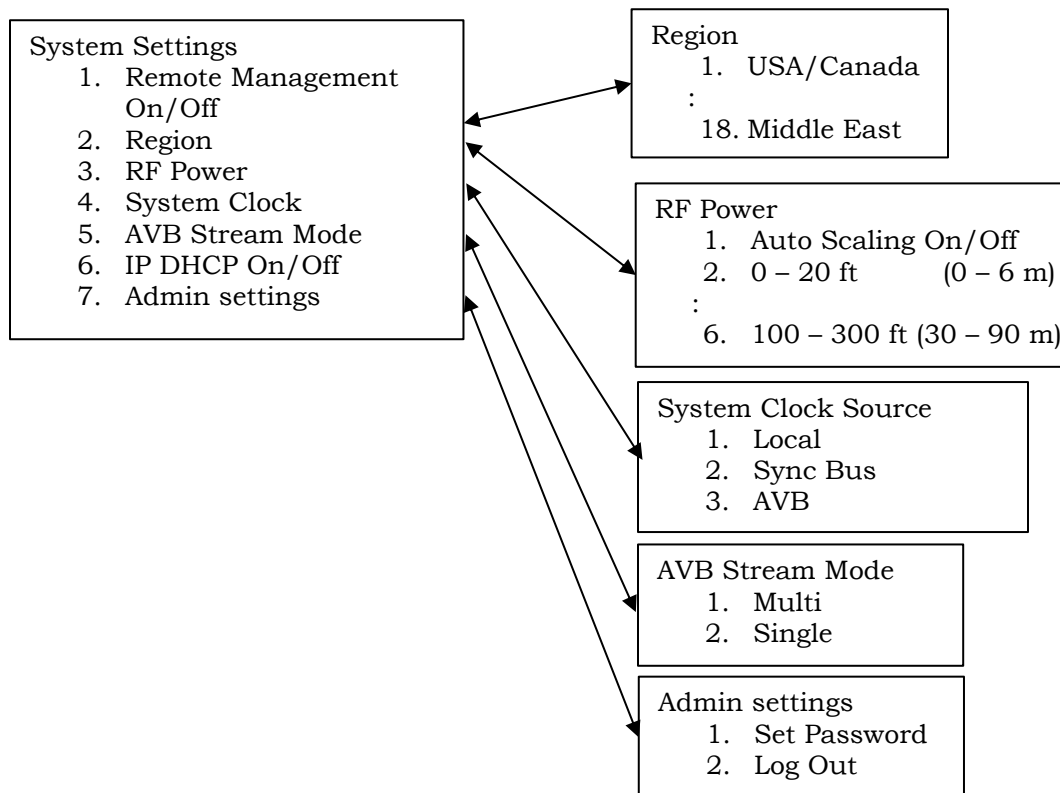 System Settings
1. Remote Management
On/Off
2. Region
3. RF Power
4. System Clock
5. AVB Stream Mode
6. IP DHCP On/Off
7. Admin settings
Region
1. USA/Canada
:
18. Middle East
RF Power
1. Auto Scaling On/Off
2. 0 – 20 ft (0 – 6 m)
:
6. 100 – 300 ft (30 – 90 m)
System Clock Source
1. Local
2. Sync Bus
3. AVB
AVB Stream Mode
1. Multi
2. Single
Admin settings
1. Set Password
2. Log Out